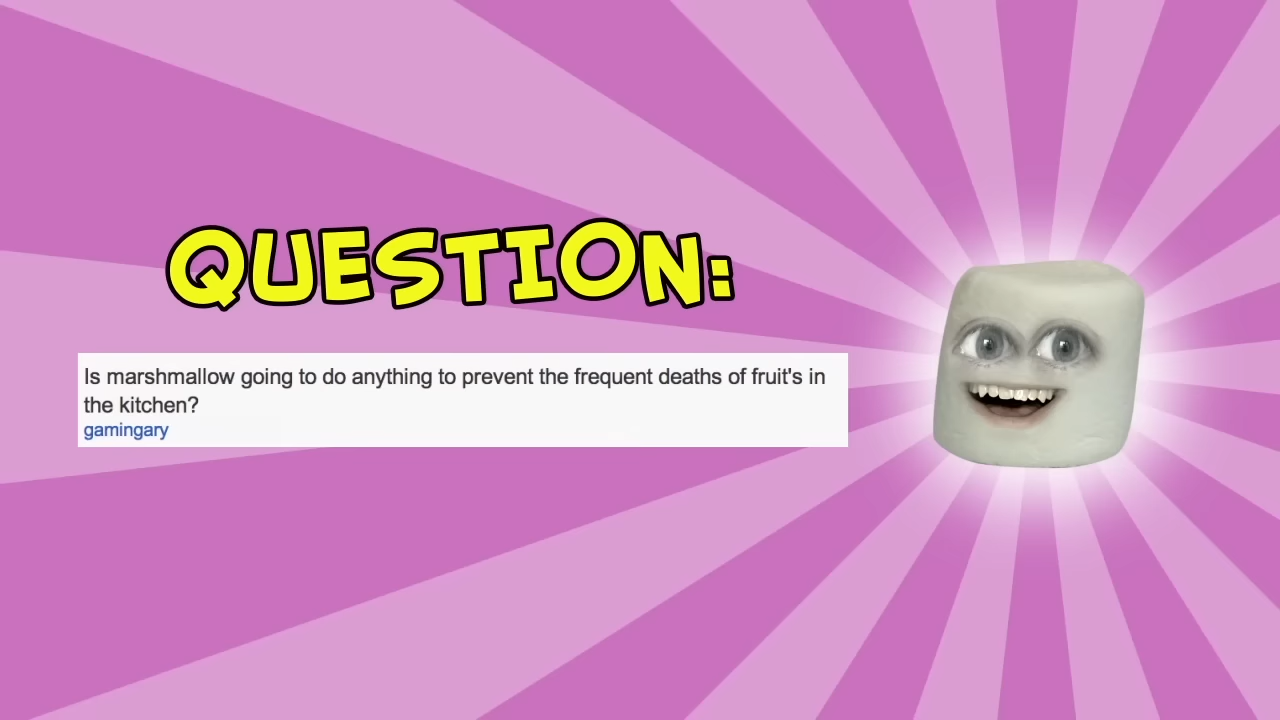 QUESTION:
Is marshmallow going to do anything to prevent the frequent deaths of fruit's in
the kitchen?
gamingary